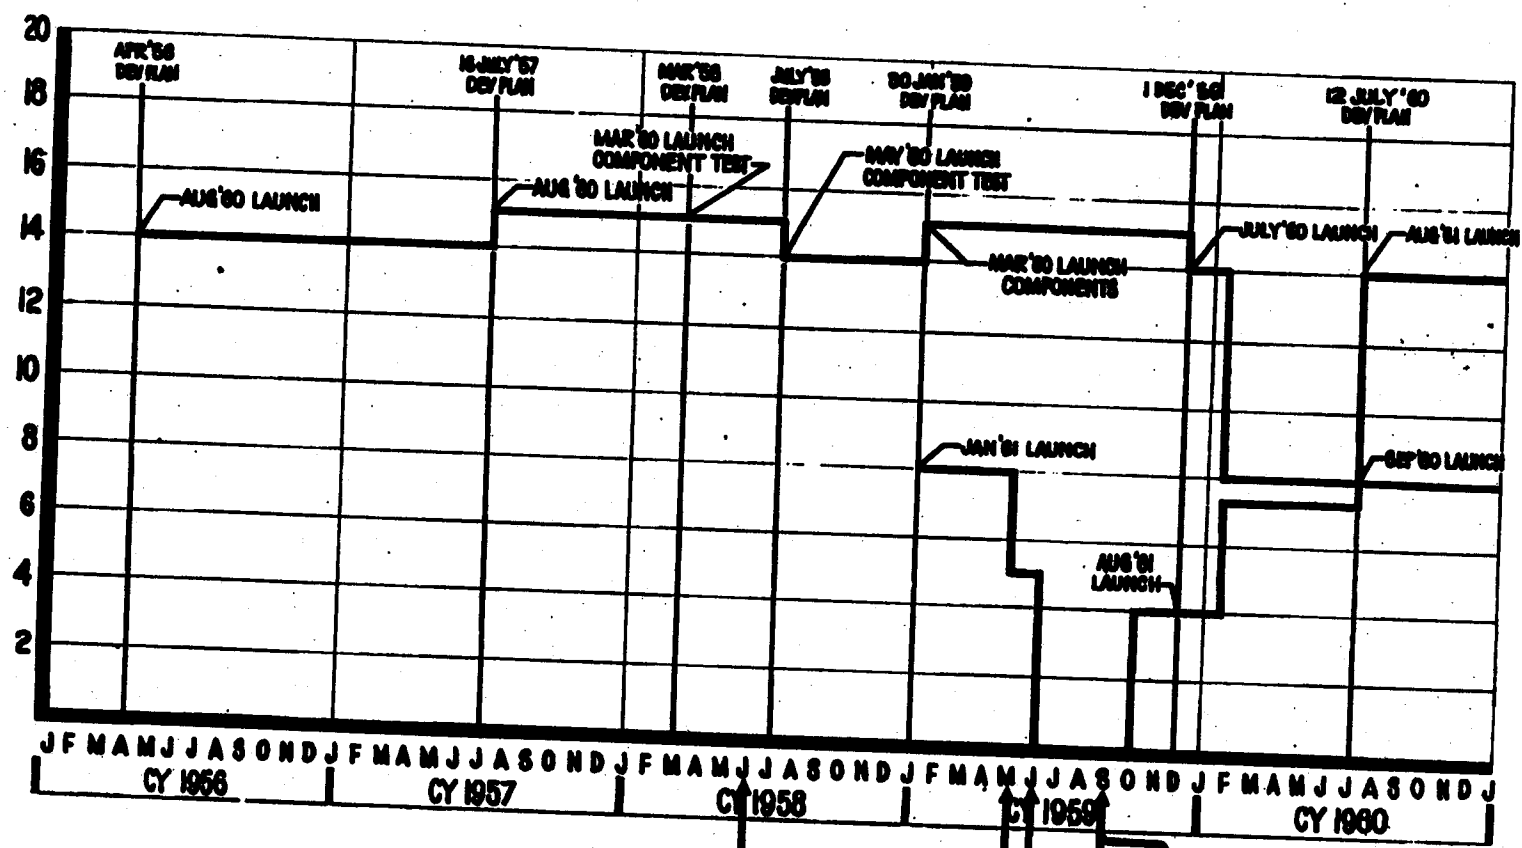 20
18
16
14
12
10
8
6
4
2
APR '56
DEV PLAN
16 JULY '57
DEV PLAN
MAR '58
DEV PLAN
JULY '58
DEV PLAN
30 JAN '59
DEV PLAN
1 DEC '59
DEV PLAN
12 JULY '60
DEV PLAN
AUG '60 LAUNCH
AUG '60 LAUNCH
MAR '60 LAUNCH
COMPONENT TEST
MAY '60 LAUNCH
COMPONENT TEST
MAR '60 LAUNCH
COMPONENTS
JULY '60 LAUNCH
AUG '61 LAUNCH
JAN '61 LAUNCH
SEP '60 LAUNCH
AUG '61
LAUNCH
J F M A M J J A S O N D J F M A M J J A S O N D J F M A M J J A S O N D J F M A M J J A S O N D J F M A M J J A S O N D J
CY 1956 CY 1957 CY 1958 CY 1959 CY 1960